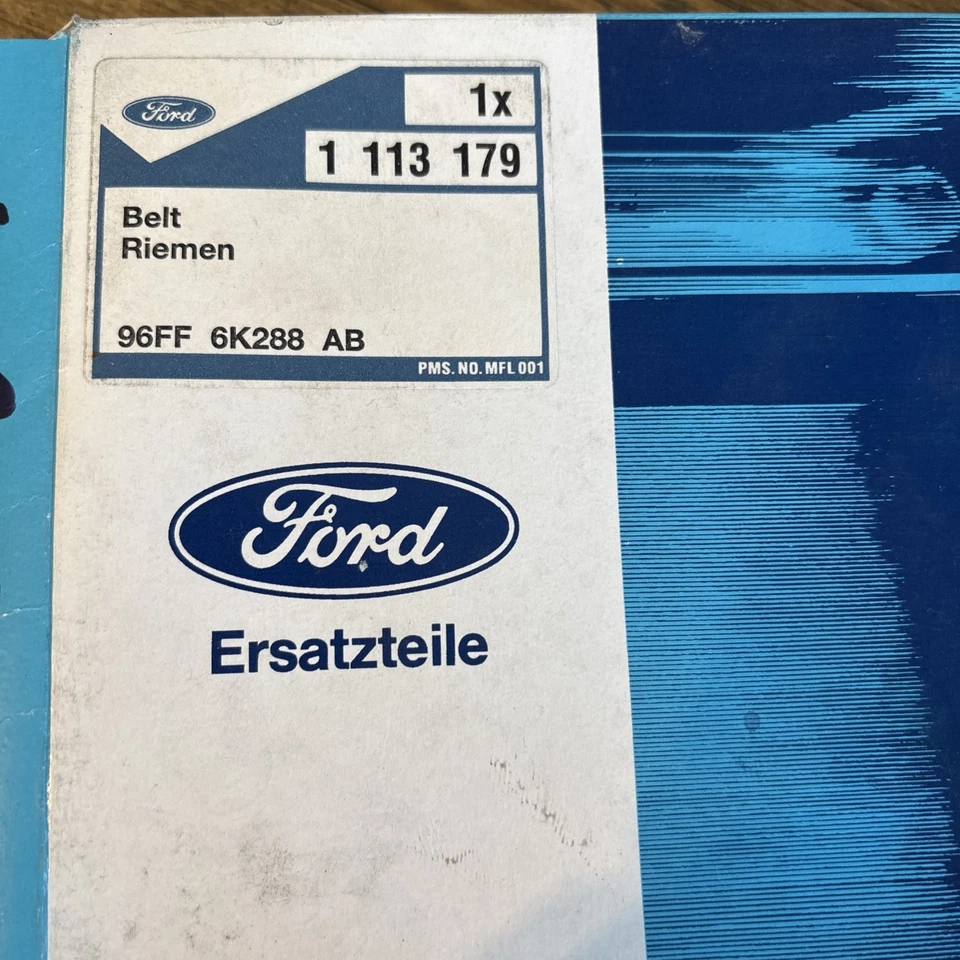 Ford
1x
1 113 179
Belt
Riemen
96FF 6K288 AB
PMS. NO. MFL 001
Ford
Ersatzteile